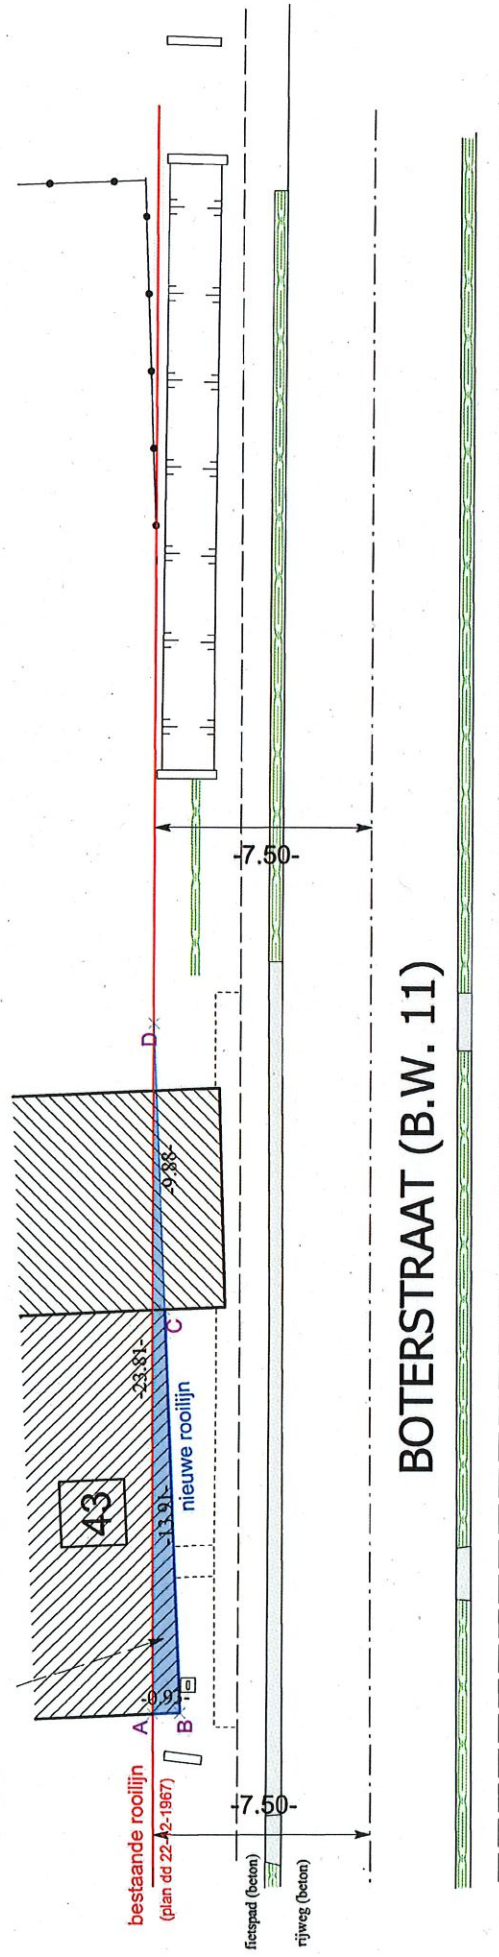 bestaande rooilijn
(plan dd 22-12-1967)
A
B
-0.93-
43
-13.91-
-23.81-
nieuwe rooilijn
C
-9.88-
D
-7.50-
-7.50-
fietspad (beton)
rijweg (beton)
BOTERSTRAAT (B.W. 11)